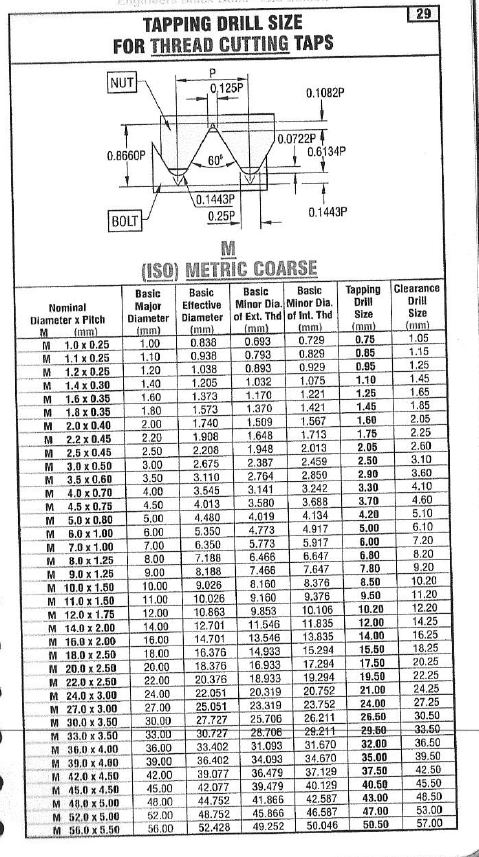 29
TAPPING DRILL SIZE
FOR THREAD CUTTING TAPS
NUT
P
0.125P
0.1082P
0.0722P
0.6134P
0.8660P
60°
0.1443P
0.25P
0.1443P
BOLT
M
(ISO) METRIC COARSE
Nominal Diameter x Pitch M (mm) Basic Major Diameter (mm) Basic Effective Diameter (mm) Basic Minor Dia. of Ext. Thd (mm) Basic Minor Dia. of Int. Thd (mm) Tapping Drill Size (mm) Clearance Drill Size (mm)
M 1.0 x 0.25 1.00 0.838 0.693 0.729 0.75 1.05
M 1.1 x 0.25 1.10 0.938 0.793 0.829 0.85 1.15
M 1.2 x 0.25 1.20 1.038 0.893 0.929 0.95 1.25
M 1.4 x 0.30 1.40 1.205 1.032 1.075 1.10 1.45
M 1.6 x 0.35 1.60 1.373 1.170 1.221 1.25 1.65
M 1.8 x 0.35 1.80 1.573 1.370 1.421 1.45 1.85
M 2.0 x 0.40 2.00 1.740 1.509 1.567 1.60 2.05
M 2.2 x 0.45 2.20 1.908 1.648 1.713 1.75 2.25
M 2.5 x 0.45 2.50 2.208 1.948 2.013 2.05 2.60
M 3.0 x 0.50 3.00 2.675 2.387 2.459 2.50 3.10
M 3.5 x 0.60 3.50 3.110 2.764 2.850 2.90 3.60
M 4.0 x 0.70 4.00 3.545 3.141 3.242 3.30 4.10
M 4.5 x 0.75 4.50 4.013 3.580 3.688 3.70 4.60
M 5.0 x 0.80 5.00 4.480 4.019 4.134 4.20 5.10
M 6.0 x 1.00 6.00 5.350 4.773 4.917 5.00 6.10
M 7.0 x 1.00 7.00 6.350 5.773 5.917 6.00 7.20
M 8.0 x 1.25 8.00 7.188 6.466 6.647 6.80 8.20
M 9.0 x 1.25 9.00 8.188 7.466 7.647 7.80 9.20
M 10.0 x 1.50 10.00 9.026 8.160 8.376 8.50 10.20
M 11.0 x 1.50 11.00 10.026 9.160 9.376 9.50 11.20
M 12.0 x 1.75 12.00 10.863 9.853 10.106 10.20 12.20
M 14.0 x 2.00 14.00 12.701 11.546 11.835 12.00 14.25
M 16.0 x 2.00 16.00 14.701 13.546 13.835 14.00 16.25
M 18.0 x 2.50 18.00 16.376 14.933 15.294 15.50 18.25
M 20.0 x 2.50 20.00 18.376 16.933 17.294 17.50 20.25
M 22.0 x 2.50 22.00 20.376 18.933 19.294 19.50 22.25
M 24.0 x 3.00 24.00 22.051 20.319 20.752 21.00 24.25
M 27.0 x 3.00 27.00 25.051 23.319 23.752 24.00 27.25
M 30.0 x 3.50 30.00 27.727 25.706 26.211 26.50 30.50
M 33.0 x 3.50 33.00 30.727 28.706 29.211 29.50 33.50
M 36.0 x 4.00 36.00 33.402 31.093 31.670 32.00 36.50
M 39.0 x 4.00 39.00 36.402 34.093 34.670 35.00 39.50
M 42.0 x 4.50 42.00 39.077 36.479 37.129 37.50 42.50
M 45.0 x 4.50 45.00 42.077 39.479 40.129 40.50 45.50
M 48.0 x 5.00 48.00 44.752 41.866 42.587 43.00 48.50
M 52.0 x 5.00 52.00 48.752 45.866 46.587 47.00 53.00
M 56.0 x 5.50 56.00 52.428 49.252 50.046 50.50 57.00